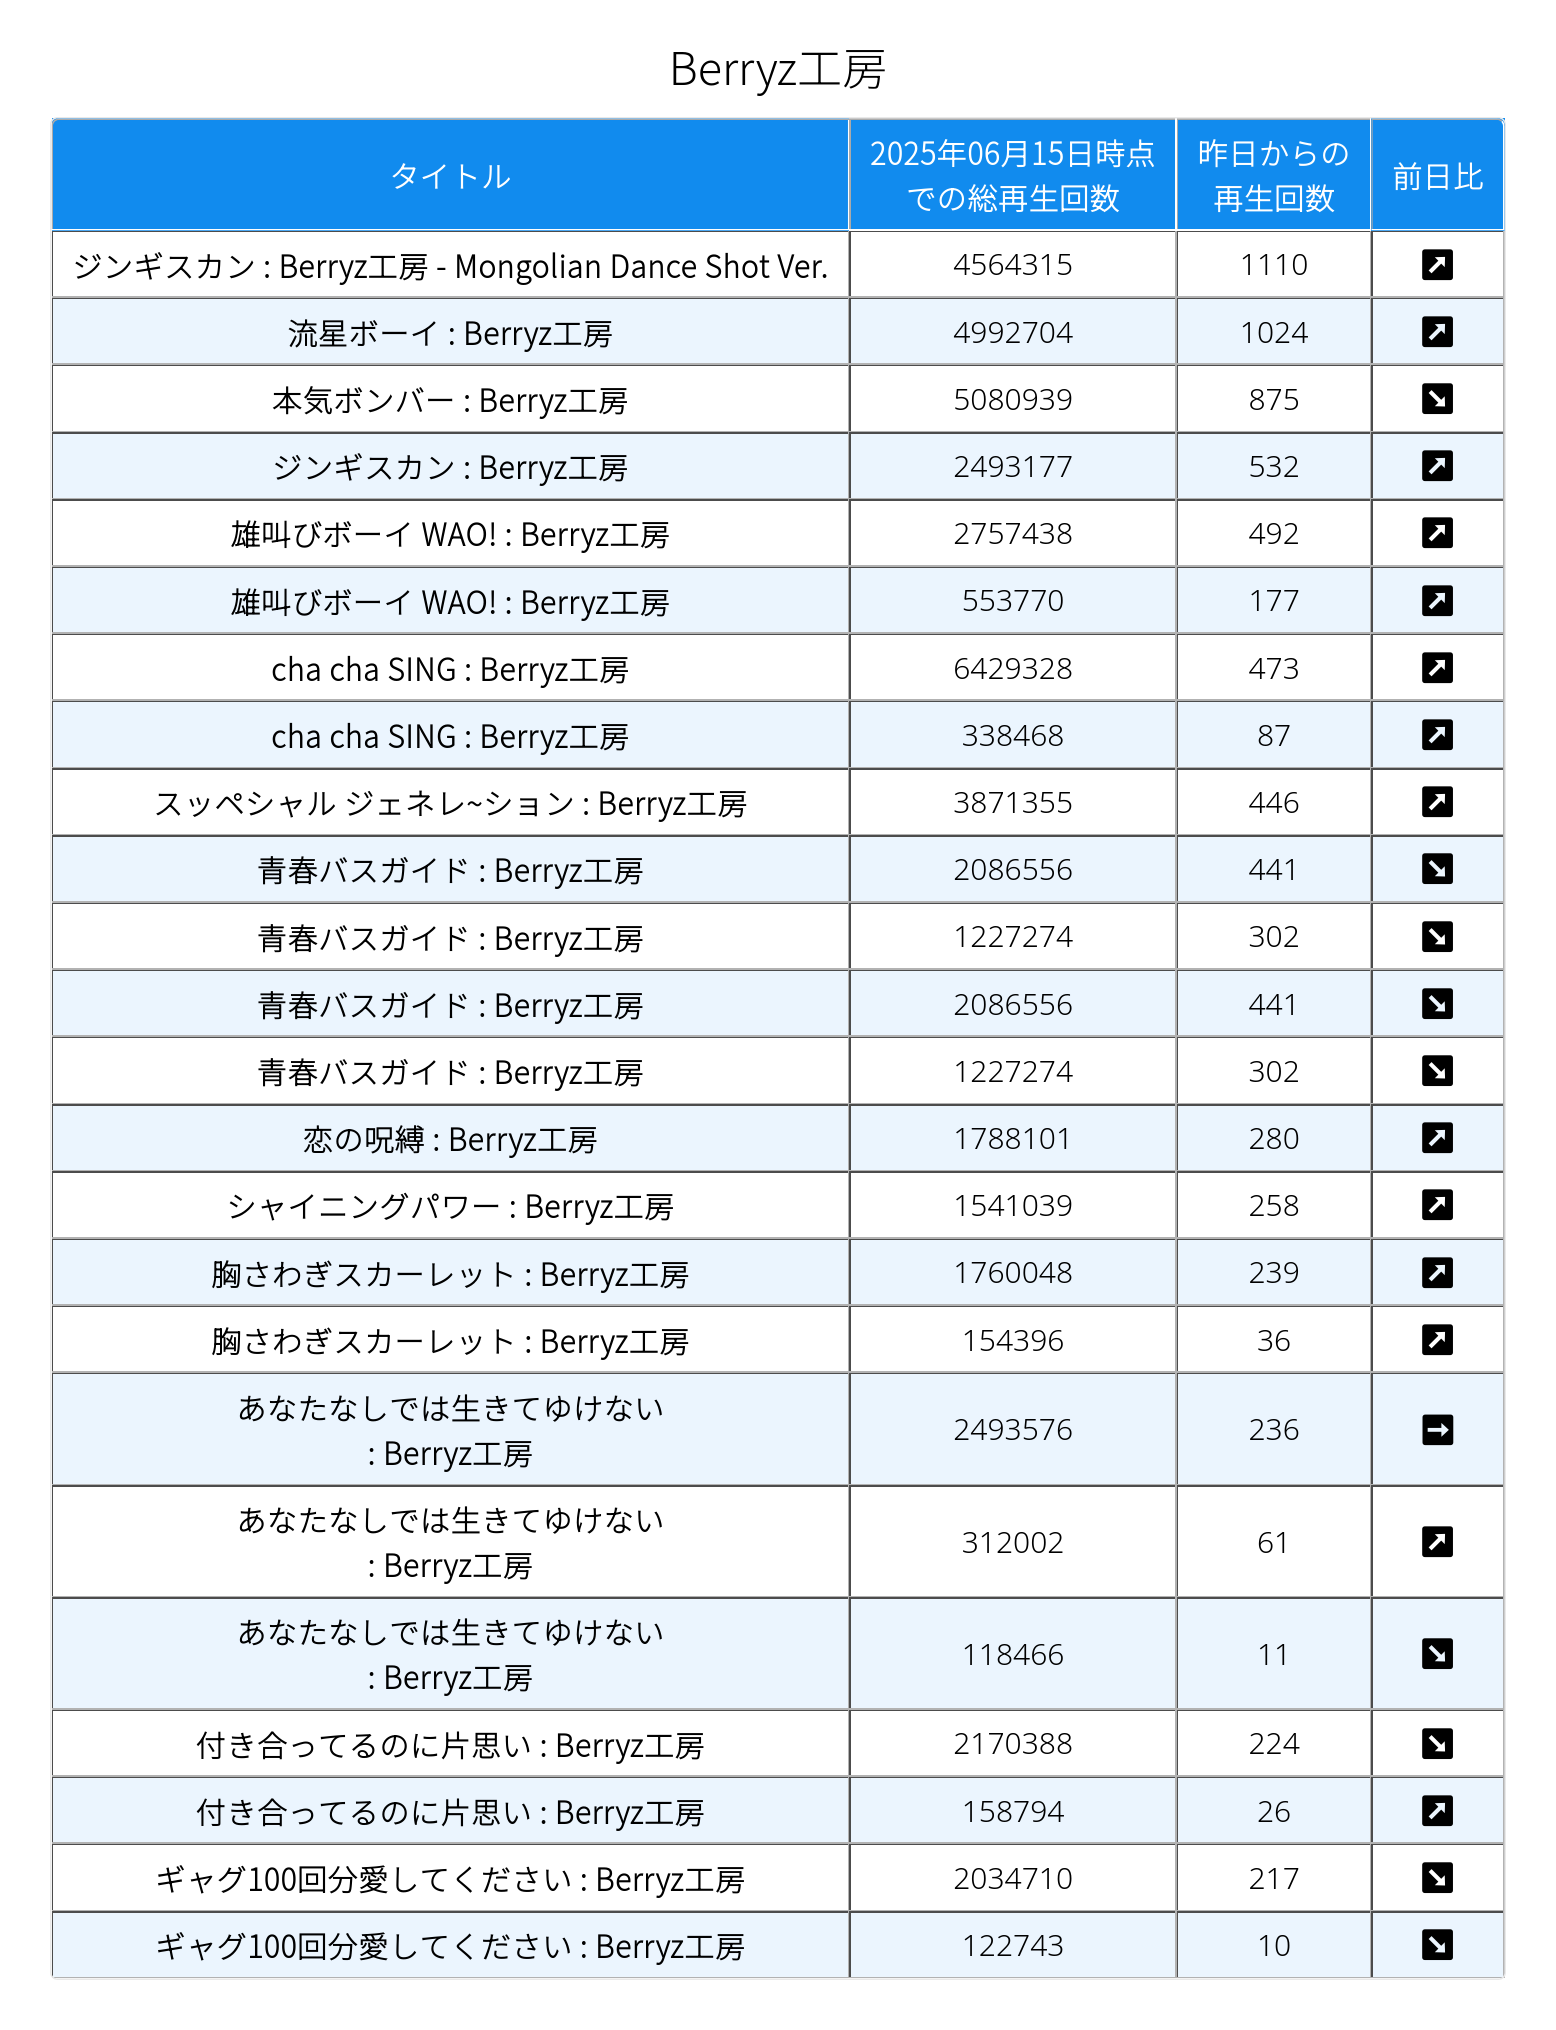 Berryz工房
タイトル
2025年06月15日時点
での総再生回数
昨日からの
再生回数
前日比
ジンギスカン : Berryz工房 - Mongolian Dance Shot Ver. 4564315 1110 ↗
流星ボーイ : Berryz工房 4992704 1024 ↗
本気ボンバー : Berryz工房 5080939 875 ↘
ジンギスカン : Berryz工房 2493177 532 ↗
雄叫びボーイ WAO! : Berryz工房 2757438 492 ↗
雄叫びボーイ WAO! : Berryz工房 553770 177 ↗
cha cha SING : Berryz工房 6429328 473 ↗
cha cha SING : Berryz工房 338468 87 ↗
スッペシャル ジェネレ~ション : Berryz工房 3871355 446 ↗
青春バスガイド : Berryz工房 2086556 441 ↘
青春バスガイド : Berryz工房 1227274 302 ↘
青春バスガイド : Berryz工房 2086556 441 ↘
青春バスガイド : Berryz工房 1227274 302 ↘
恋の呪縛 : Berryz工房 1788101 280 ↗
シャイニングパワー : Berryz工房 1541039 258 ↗
胸さわぎスカーレット : Berryz工房 1760048 239 ↗
胸さわぎスカーレット : Berryz工房 154396 36 ↗
あなたなしでは生きてゆけない
: Berryz工房 2493576 236 →
あなたなしでは生きてゆけない
: Berryz工房 312002 61 ↗
あなたなしでは生きてゆけない
: Berryz工房 118466 11 ↘
付き合ってるのに片思い : Berryz工房 2170388 224 ↘
付き合ってるのに片思い : Berryz工房 158794 26 ↗
ギャグ100回分愛してください : Berryz工房 2034710 217 ↘
ギャグ100回分愛してください : Berryz工房 122743 10 ↘